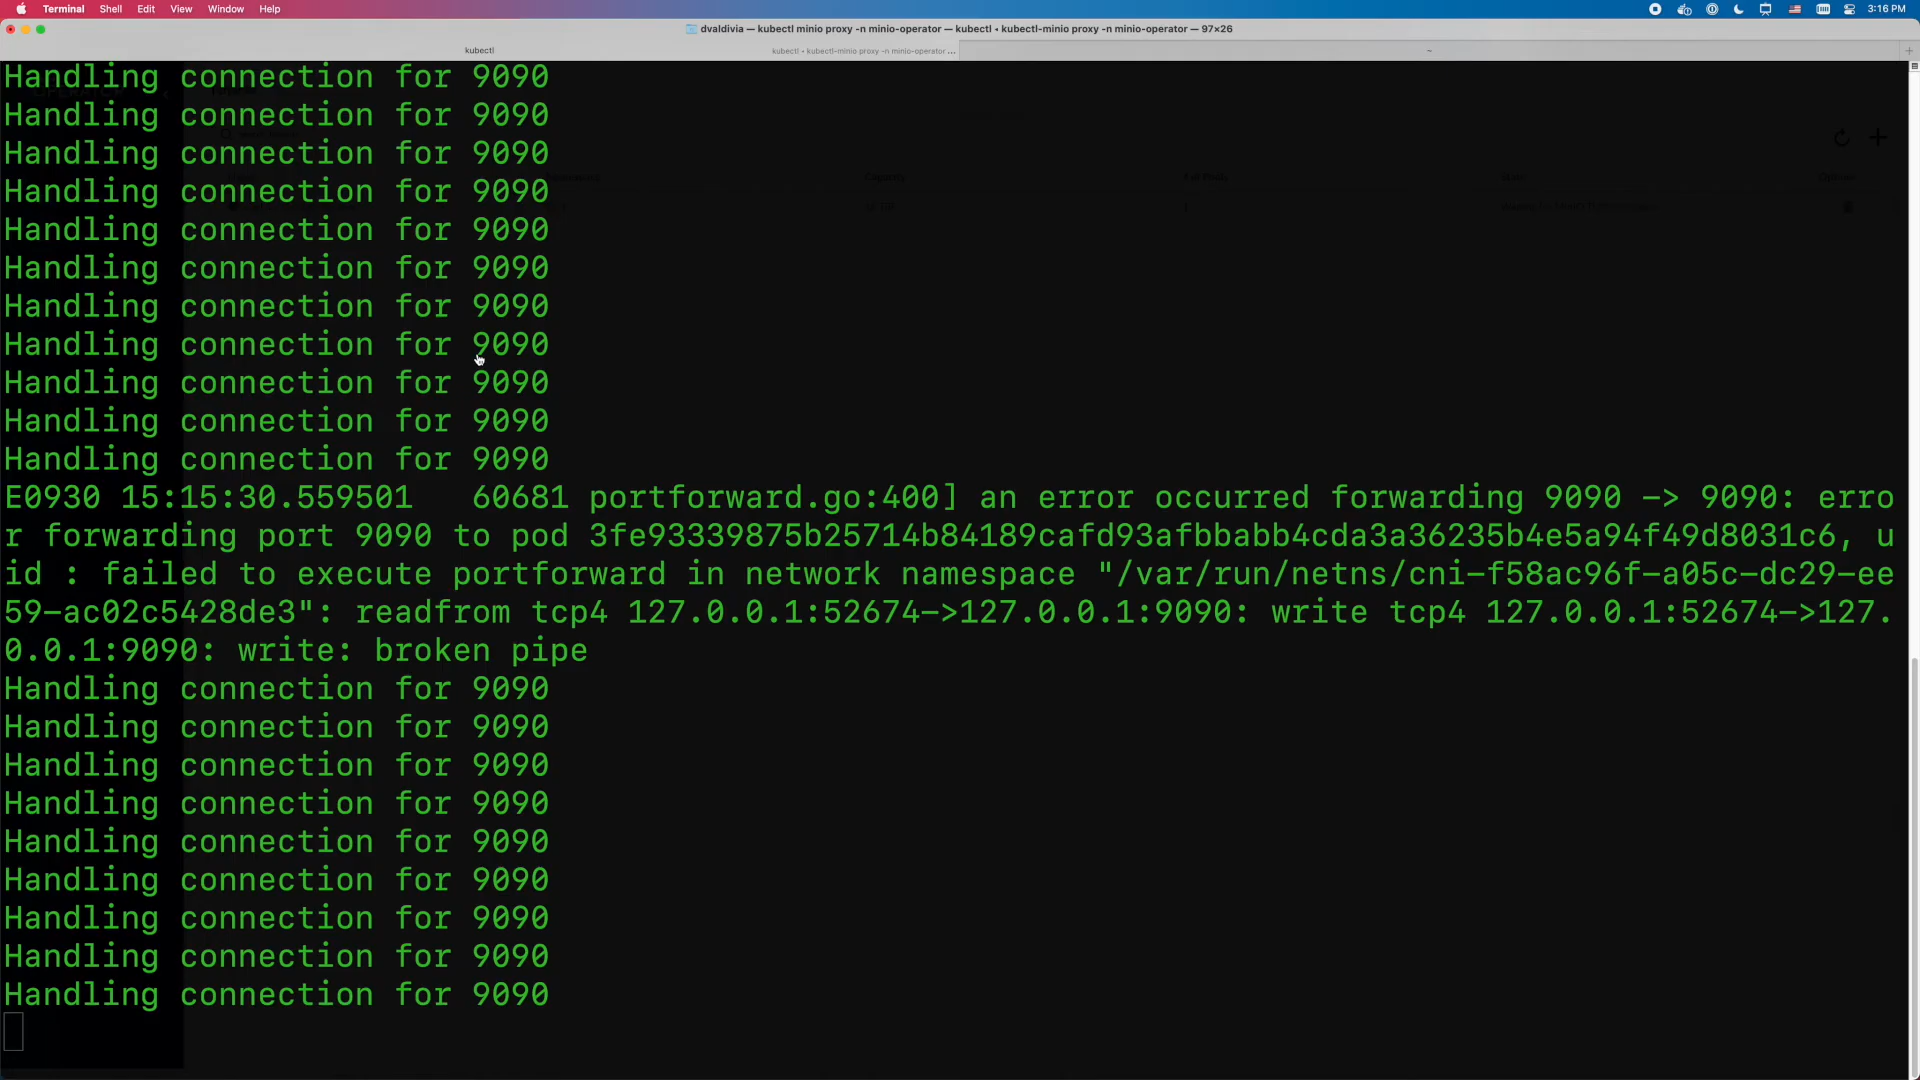 Terminal Shell Edit View Window Help 3:16 PM
dvaldivia — kubectl minio proxy -n minio-operator — kubectl ◂ kubectl-minio proxy -n minio-operator — 97×26
kubectl kubectl ◂ kubectl-minio proxy -n minio-operator ... ~
Handling connection for 9090
Handling connection for 9090
Handling connection for 9090
Handling connection for 9090
Handling connection for 9090
Handling connection for 9090
Handling connection for 9090
Handling connection for 9090
Handling connection for 9090
Handling connection for 9090
Handling connection for 9090
E0930 15:15:30.559501   60681 portforward.go:400] an error occurred forwarding 9090 -> 9090: erro
r forwarding port 9090 to pod 3fe93339875b25714b84189cafd93afbbabb4cda3a36235b4e5a94f49d8031c6, u
id : failed to execute portforward in network namespace "/var/run/netns/cni-f58ac96f-a05c-dc29-ee
59-ac02c5428de3": readfrom tcp4 127.0.0.1:52674->127.0.0.1:9090: write tcp4 127.0.0.1:52674->127.
0.0.1:9090: write: broken pipe
Handling connection for 9090
Handling connection for 9090
Handling connection for 9090
Handling connection for 9090
Handling connection for 9090
Handling connection for 9090
Handling connection for 9090
Handling connection for 9090
Handling connection for 9090